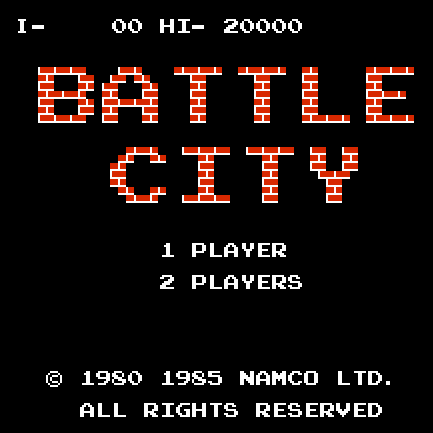 I- 00 HI- 20000
BATTLE
CITY
1 PLAYER
2 PLAYERS
© 1980 1985 NAMCO LTD.
ALL RIGHTS RESERVED